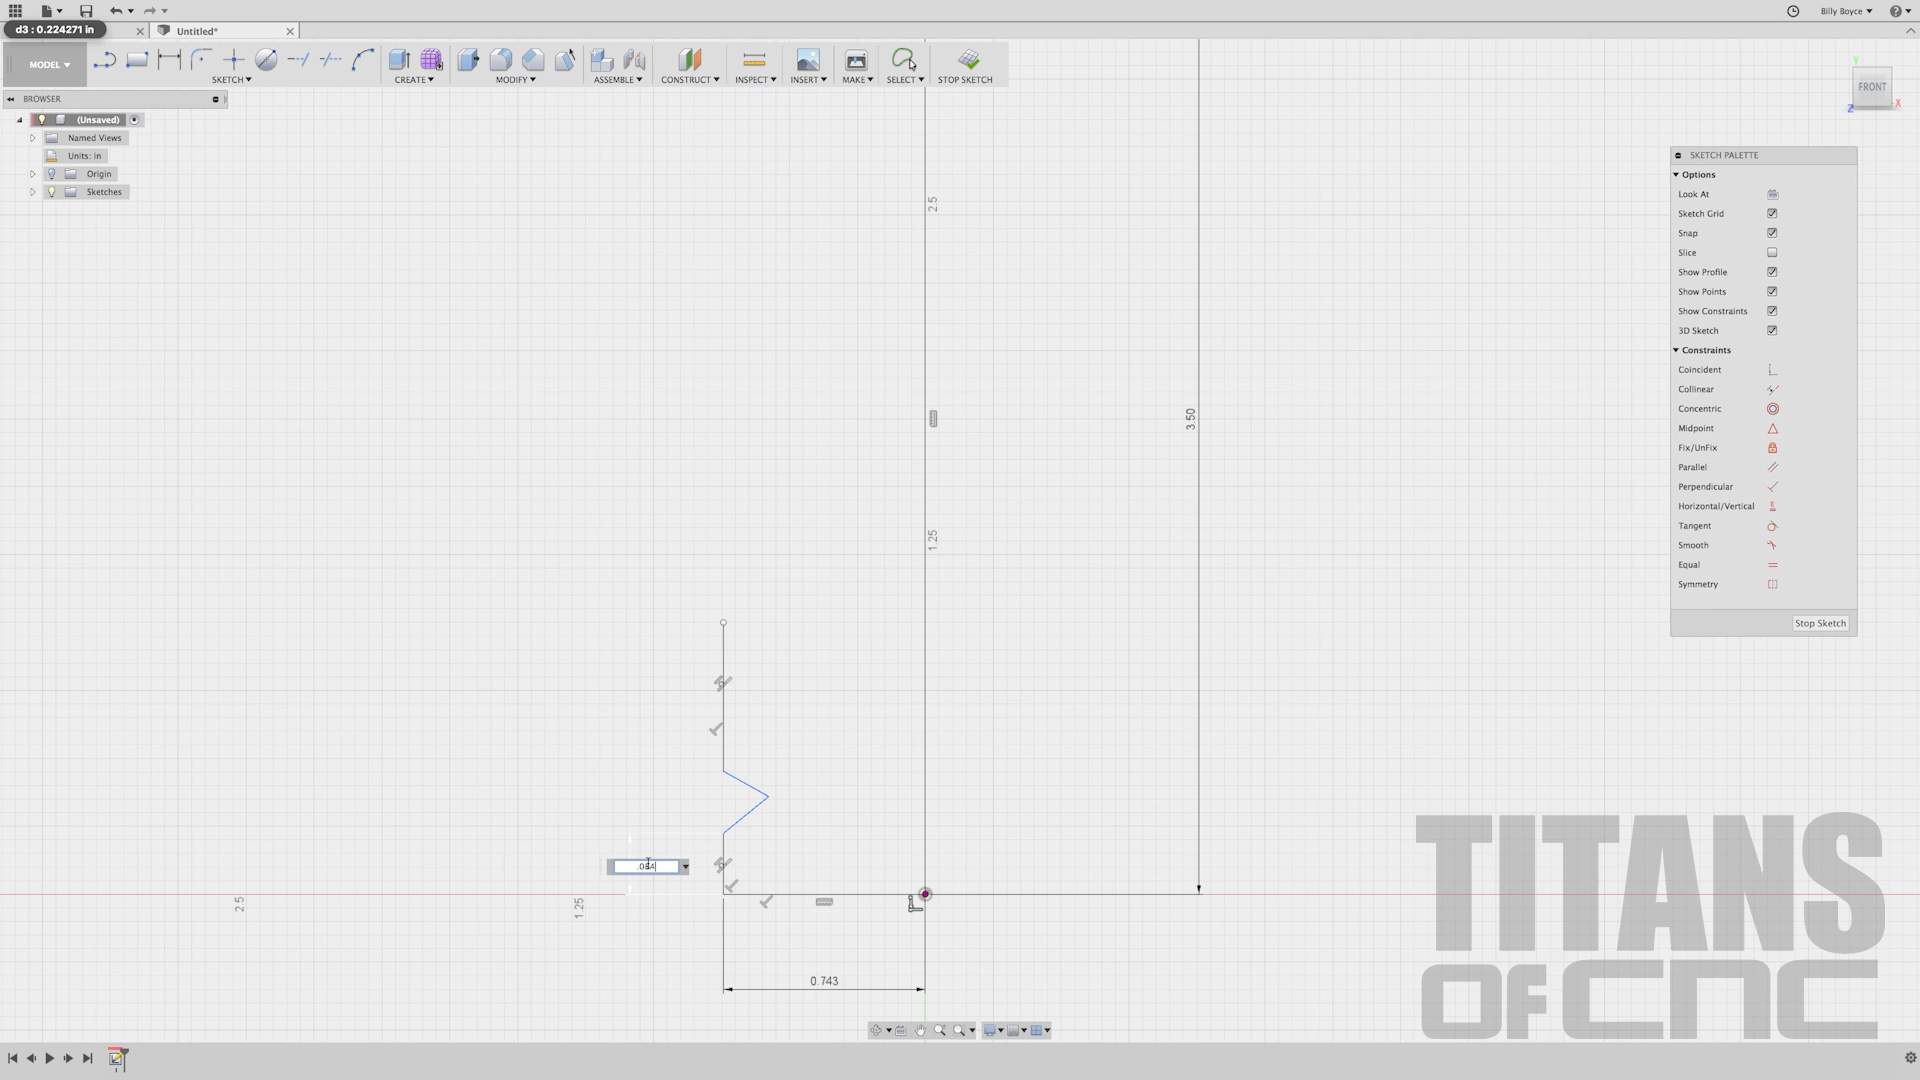 Billy Boyce
d3 : 0.224271 in
Untitled*
MODEL
SKETCH
CREATE
MODIFY
ASSEMBLE
CONSTRUCT
INSPECT
INSERT
MAKE
SELECT
STOP SKETCH
BROWSER
(Unsaved)
Named Views
Units: in
Origin
Sketches
FRONT
Y
X
Z
SKETCH PALETTE
Options
Look At
Sketch Grid
Snap
Slice
Show Profile
Show Points
Show Constraints
3D Sketch
Constraints
Coincident
Collinear
Concentric
Midpoint
Fix/UnFix
Parallel
Perpendicular
Horizontal/Vertical
Tangent
Smooth
Equal
Symmetry
Stop Sketch
2.5
3.50
1.25
.084
2.5
1.25
0.743
TITANS
OF CNC